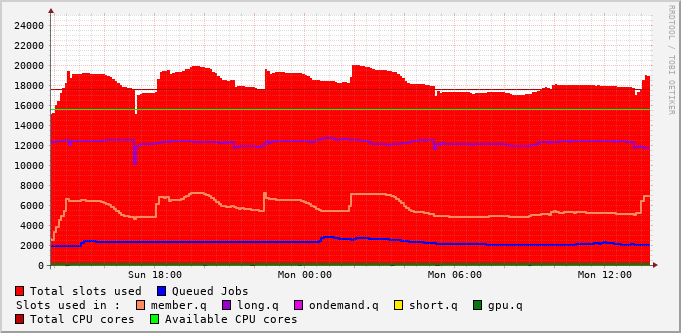 RRDTOOL / TOBI OETIKER
24000
22000
20000
18000
16000
14000
12000
10000
8000
6000
4000
2000
0
Sun 18:00 Mon 00:00 Mon 06:00 Mon 12:00
Total slots used Queued Jobs
Slots used in : member.q long.q ondemand.q short.q gpu.q
Total CPU cores Available CPU cores